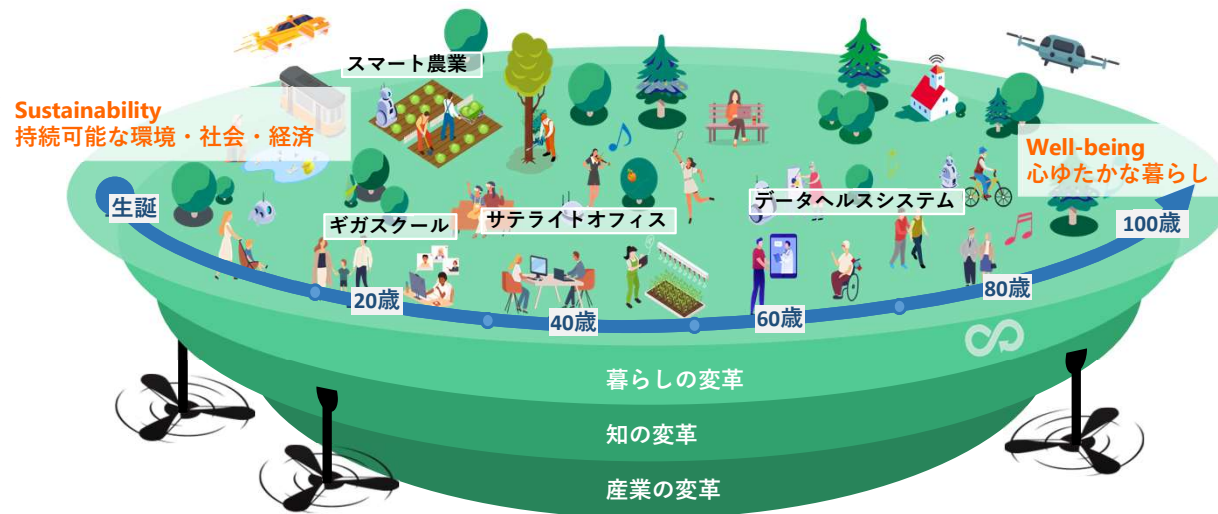 スマート農業
Sustainability
持続可能な環境・社会・経済
Well-being
心ゆたかな暮らし
生誕
ギガスクール
サテライトオフィス
データヘルスシステム
100歳
20歳
40歳
60歳
80歳
暮らしの変革
知の変革
産業の変革